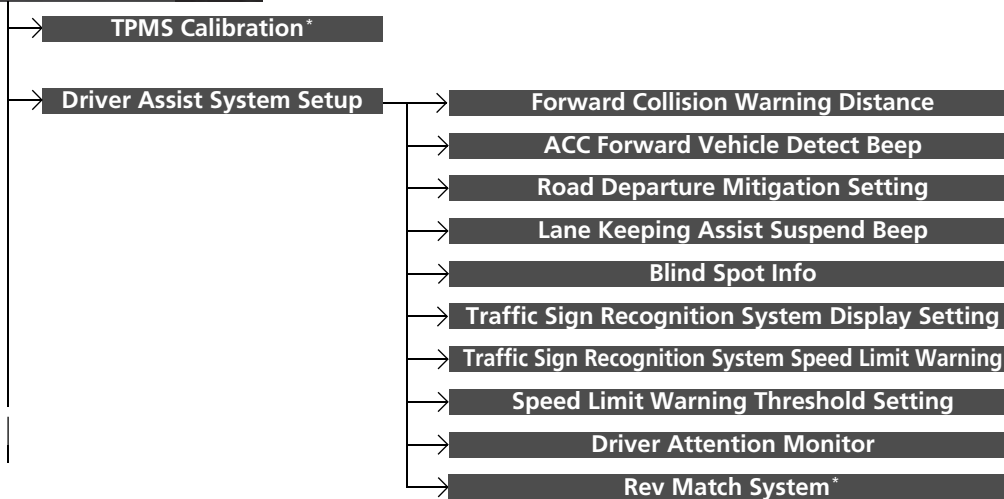 TPMS Calibration*
Driver Assist System Setup
Forward Collision Warning Distance
ACC Forward Vehicle Detect Beep
Road Departure Mitigation Setting
Lane Keeping Assist Suspend Beep
Blind Spot Info
Traffic Sign Recognition System Display Setting
Traffic Sign Recognition System Speed Limit Warning
Speed Limit Warning Threshold Setting
Driver Attention Monitor
Rev Match System*